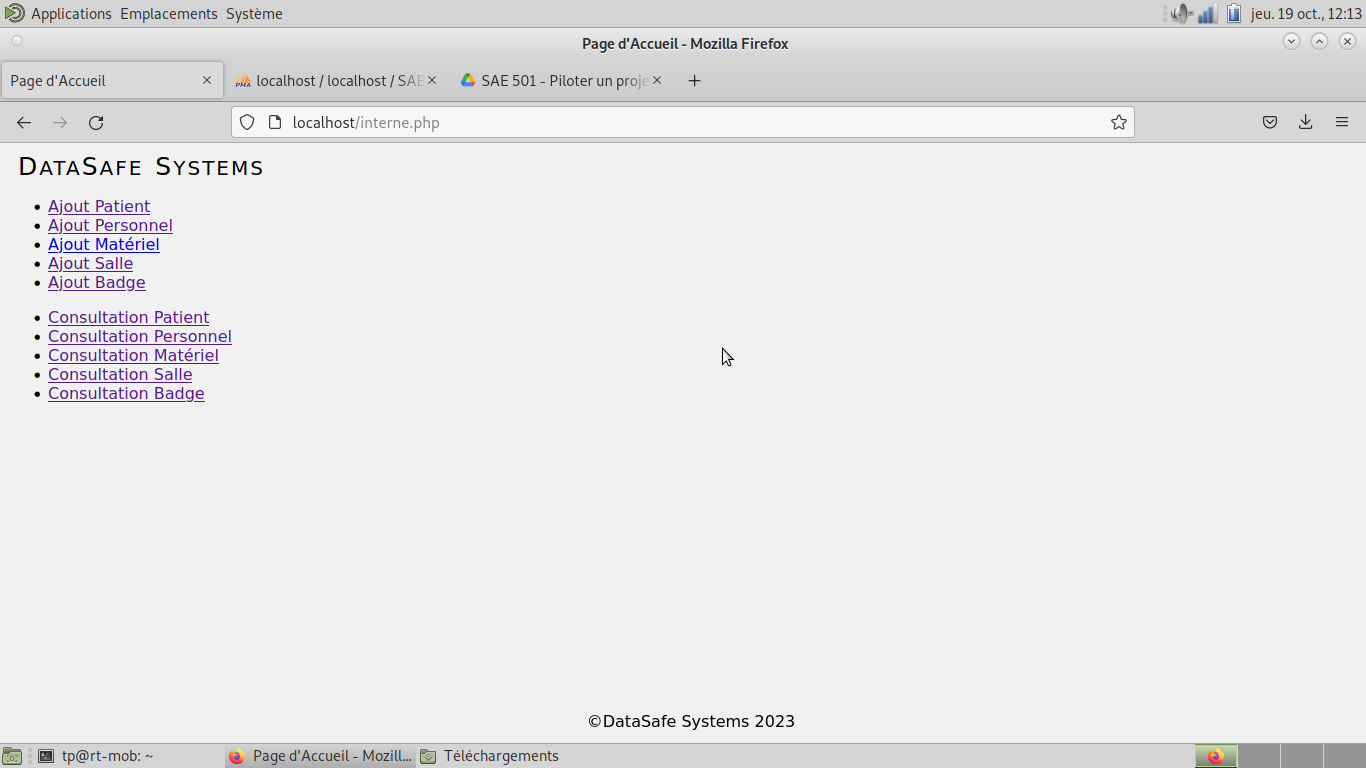 Applications Emplacements Système
jeu. 19 oct., 12:13
Page d'Accueil - Mozilla Firefox
Page d'Accueil
PMA localhost / localhost / SAE
SAE 501 - Piloter un proje
localhost/interne.php
DataSafe Systems
• Ajout Patient
• Ajout Personnel
• Ajout Matériel
• Ajout Salle
• Ajout Badge
• Consultation Patient
• Consultation Personnel
• Consultation Matériel
• Consultation Salle
• Consultation Badge
©DataSafe Systems 2023
tp@rt-mob: ~
Page d'Accueil - Mozill...
Téléchargements